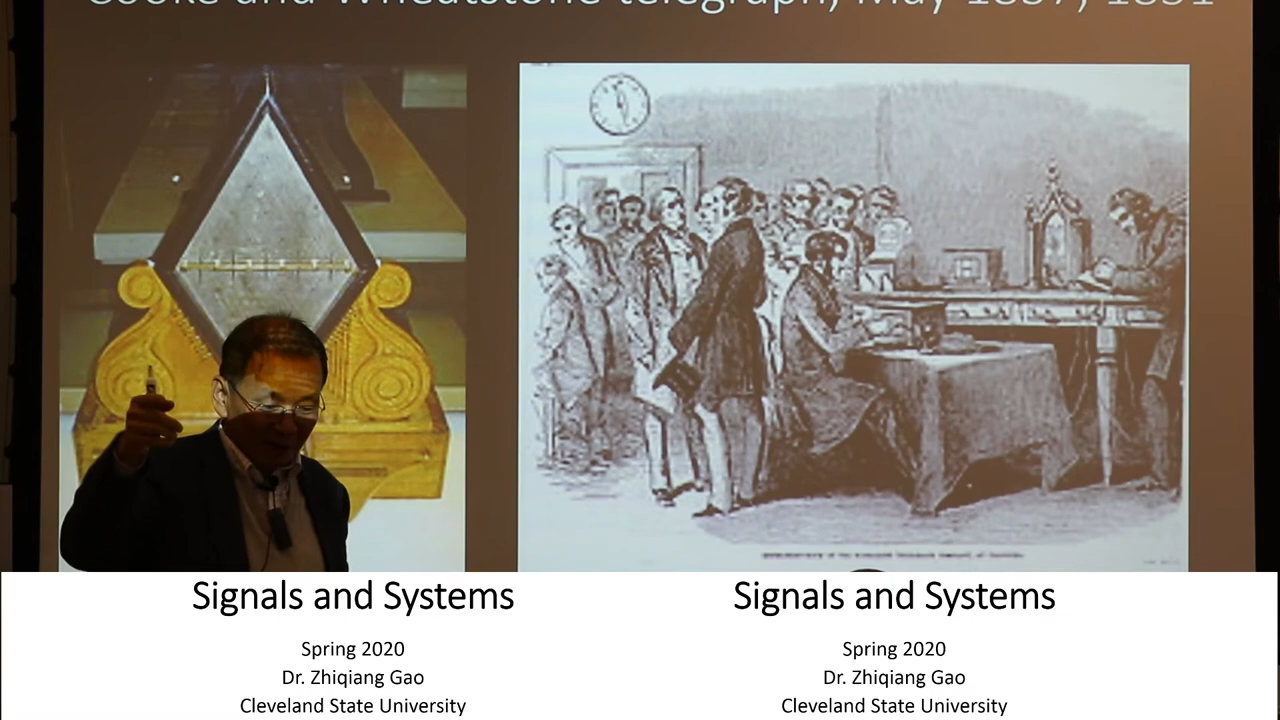 Cooke and Wheatstone telegraph, May 1837, 1851
Signals and Systems
Spring 2020
Dr. Zhiqiang Gao
Cleveland State University
Signals and Systems
Spring 2020
Dr. Zhiqiang Gao
Cleveland State University